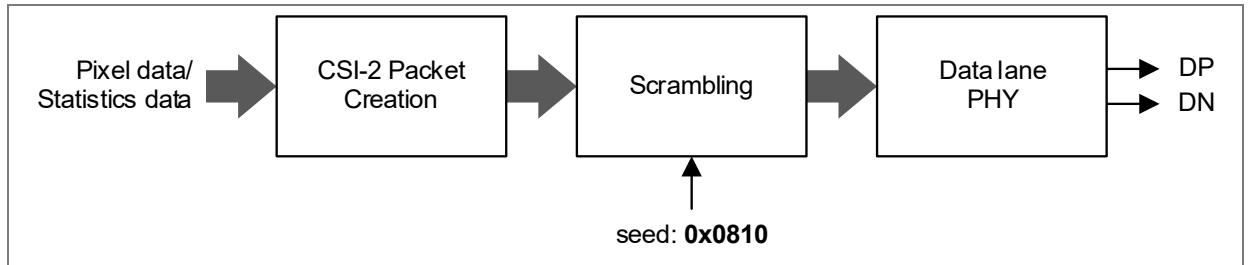 Pixel data/
Statistics data
CSI-2 Packet
Creation
Scrambling
Data lane
PHY
DP
DN
seed: 0x0810